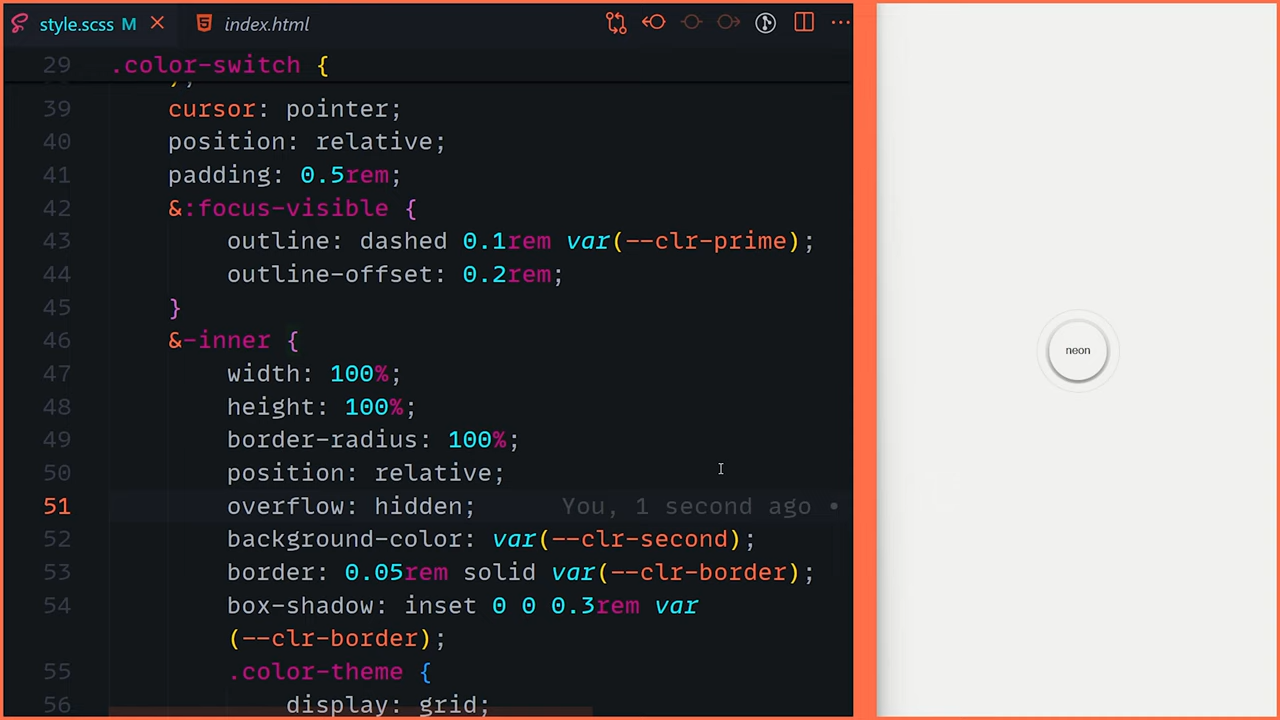 style.scss M
index.html
29 .color-switch {
39 cursor: pointer;
40 position: relative;
41 padding: 0.5rem;
42 &:focus-visible {
43 outline: dashed 0.1rem var(--clr-prime);
44 outline-offset: 0.2rem;
45 }
46 &-inner {
47 width: 100%;
48 height: 100%;
49 border-radius: 100%;
50 position: relative;
51 overflow: hidden; You, 1 second ago •
52 background-color: var(--clr-second);
53 border: 0.05rem solid var(--clr-border);
54 box-shadow: inset 0 0 0.3rem var
(--clr-border);
55 .color-theme {
56 display: grid;
neon